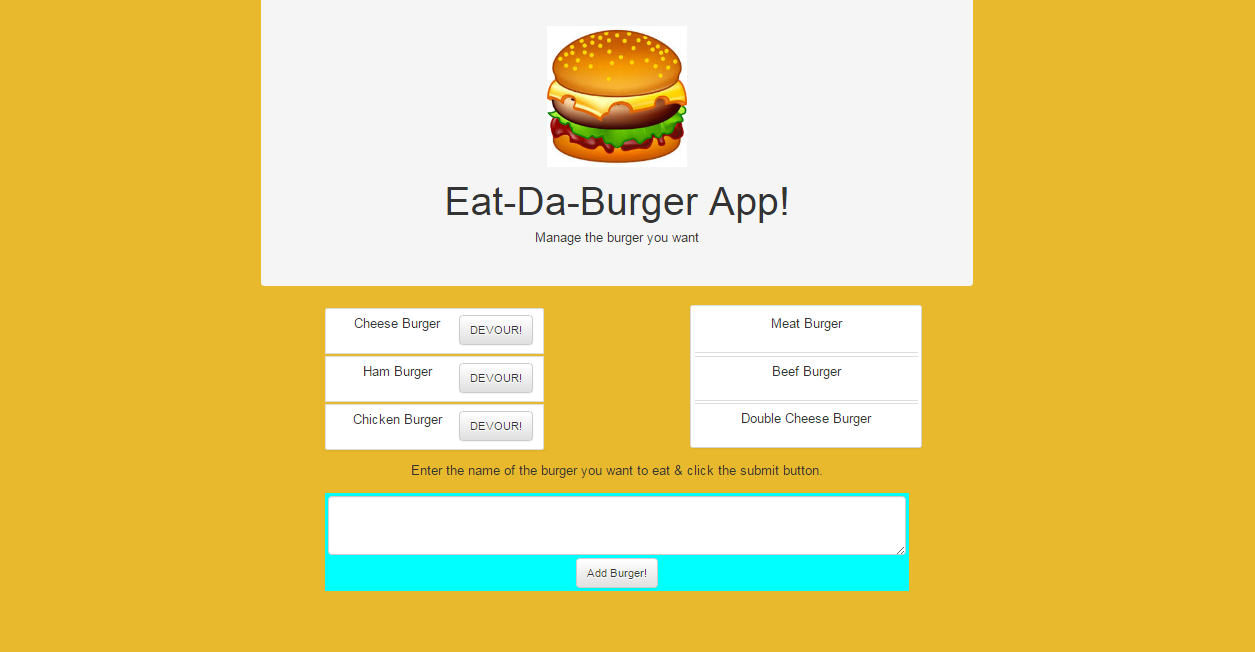 Eat-Da-Burger App!
Manage the burger you want
Cheese Burger DEVOUR!
Ham Burger DEVOUR!
Chicken Burger DEVOUR!
Meat Burger
Beef Burger
Double Cheese Burger
Enter the name of the burger you want to eat & click the submit button.
Add Burger!